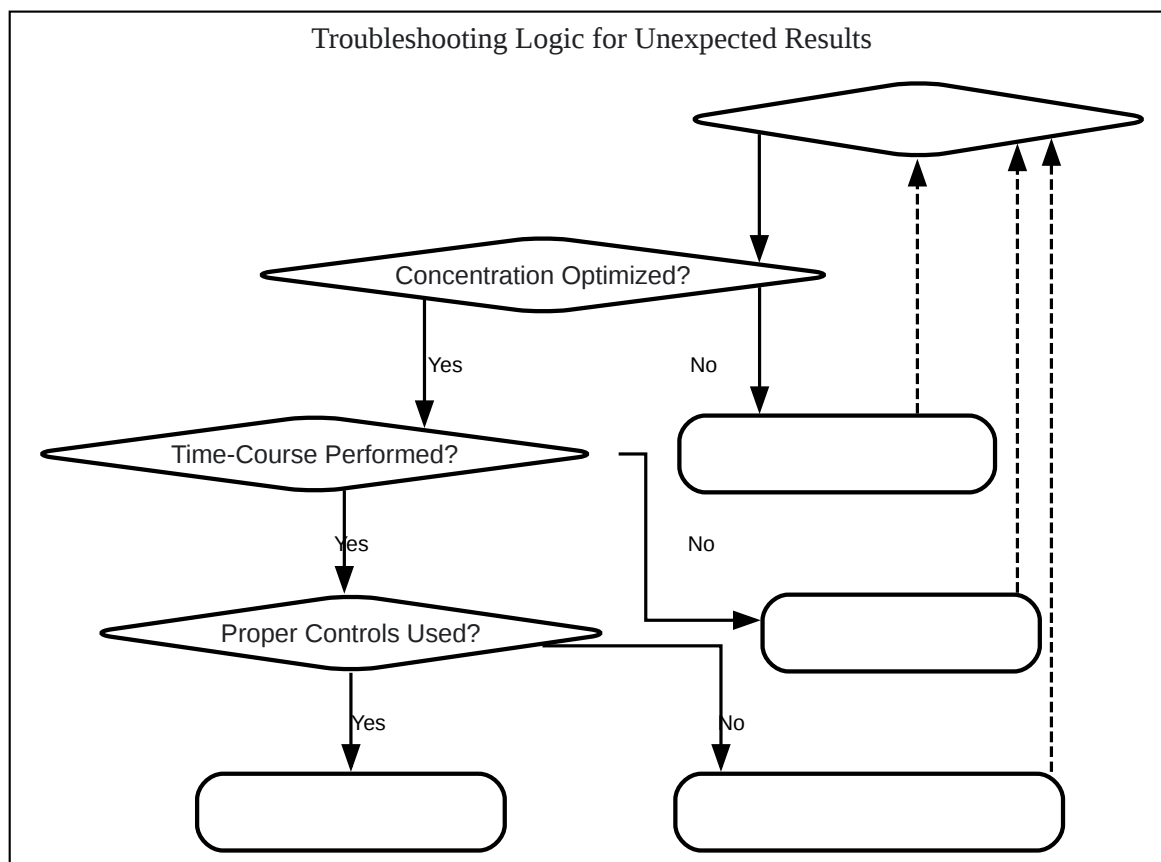 Troubleshooting Logic for Unexpected Results
Concentration Optimized?
Yes
No
Time-Course Performed?
Yes
No
Proper Controls Used?
Yes
No